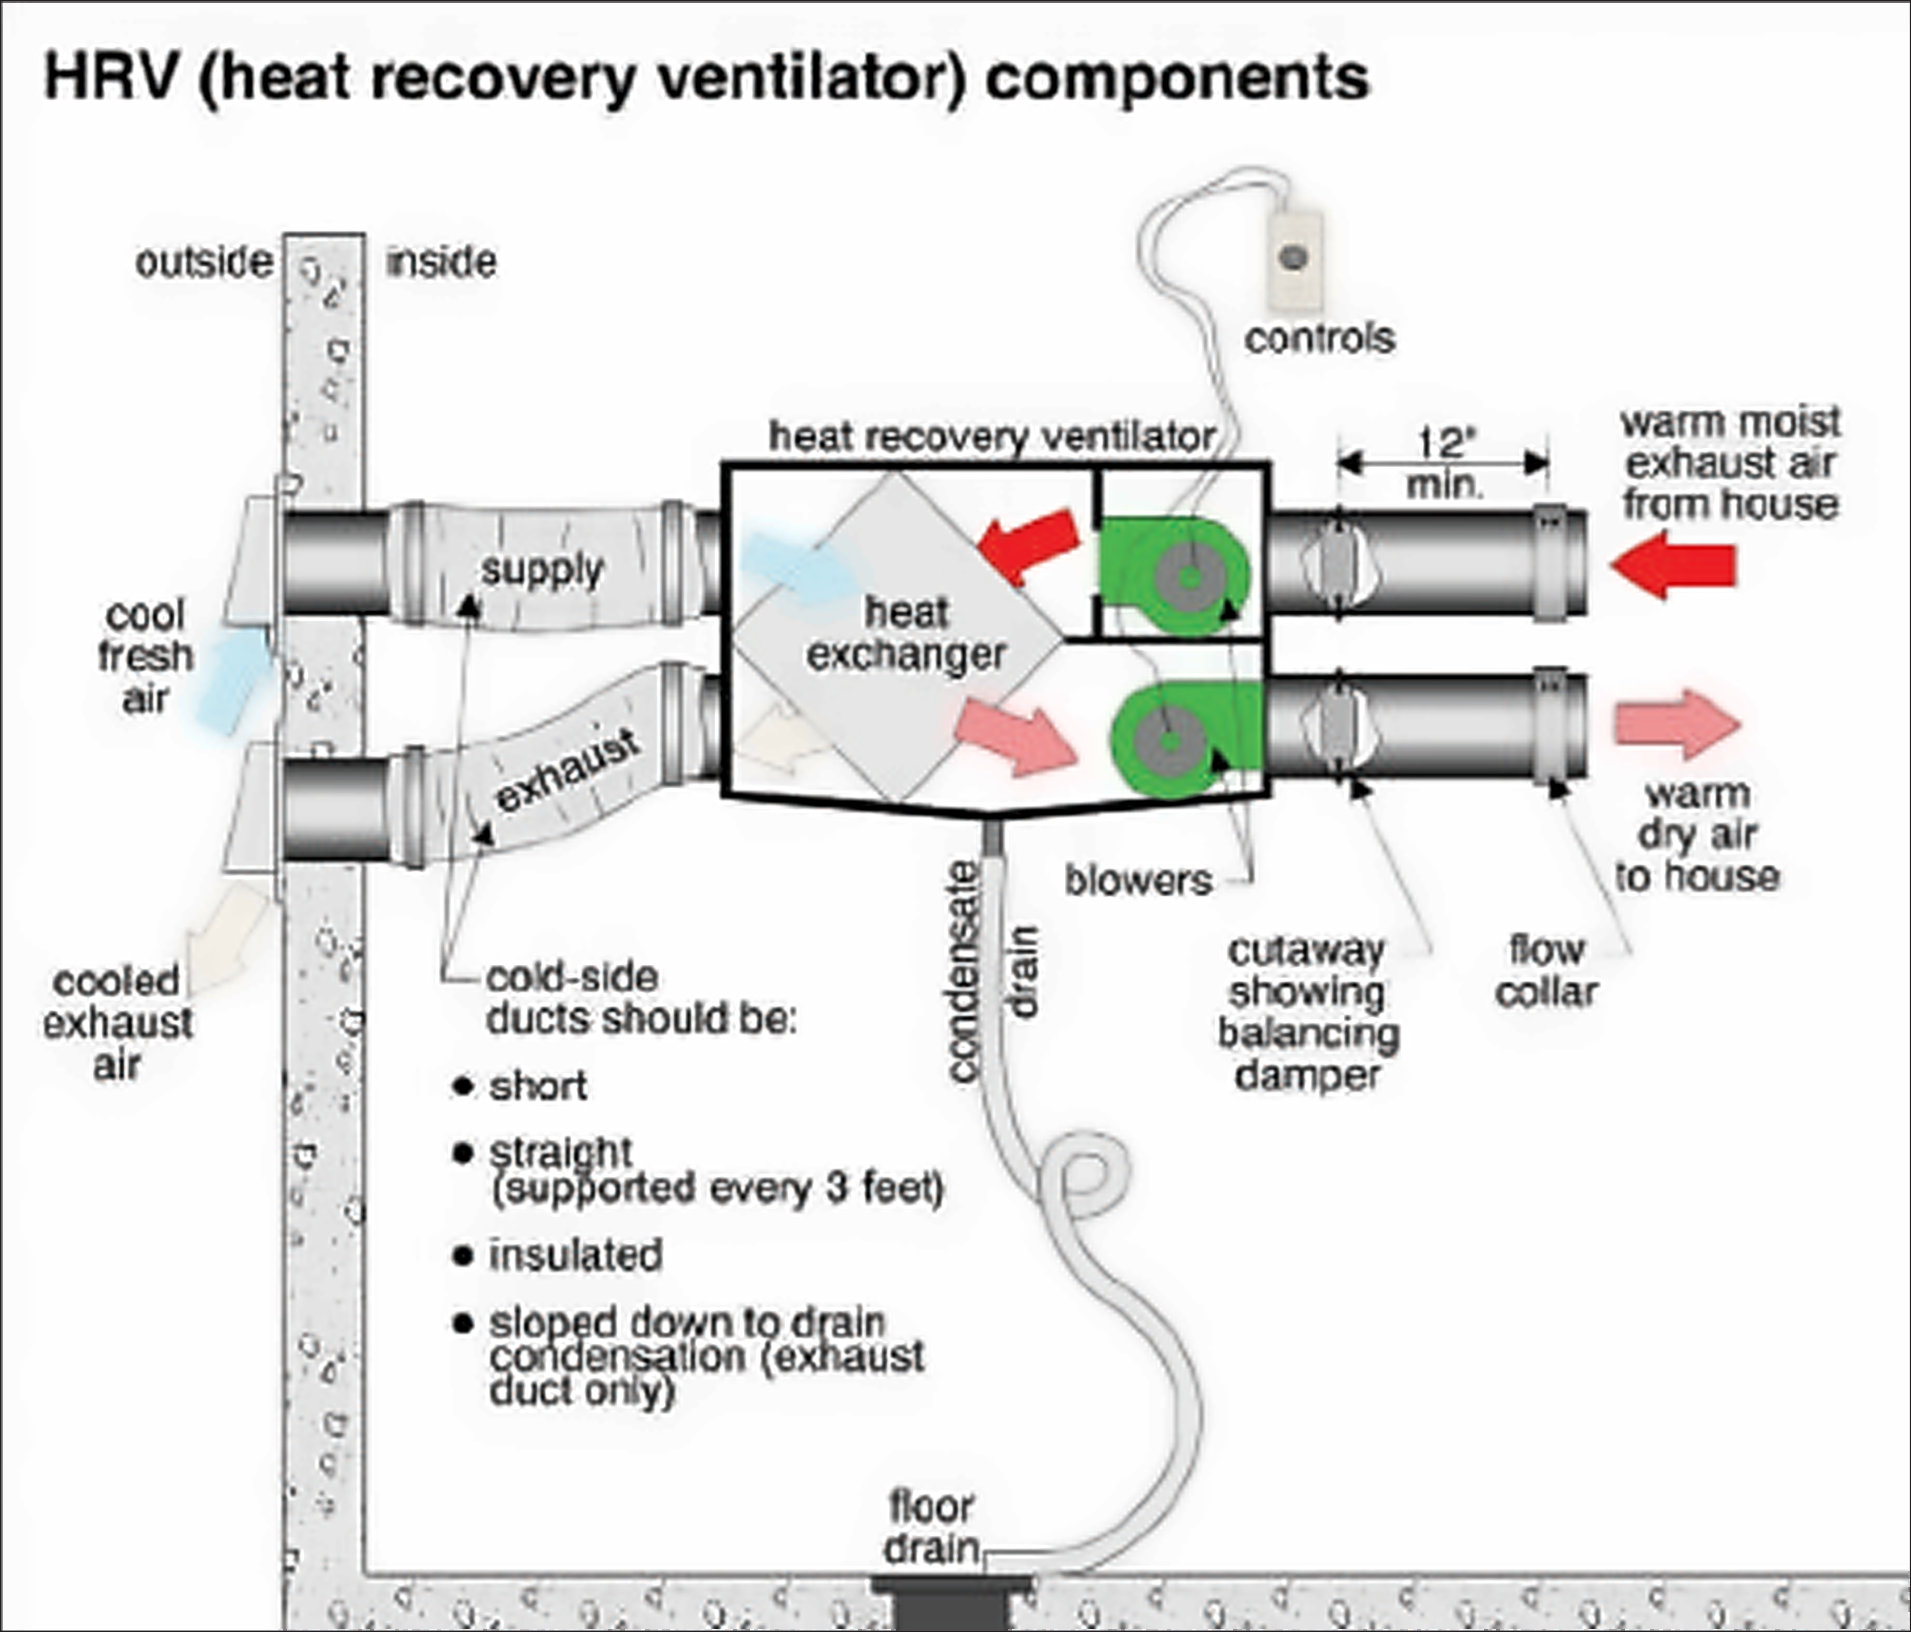 HRV (heat recovery ventilator) components
outside
inside
controls
heat recovery ventilator
12"
min.
warm moist
exhaust air
from house
supply
cool
fresh
air
heat
exchanger
exhaust
warm
dry air
to house
blowers
condensate
drain
cutaway
showing
balancing
damper
flow
collar
cooled
exhaust
air
cold-side
ducts should be:
● short
● straight
(supported every 3 feet)
● insulated
● sloped down to drain
condensation (exhaust
duct only)
floor
drain